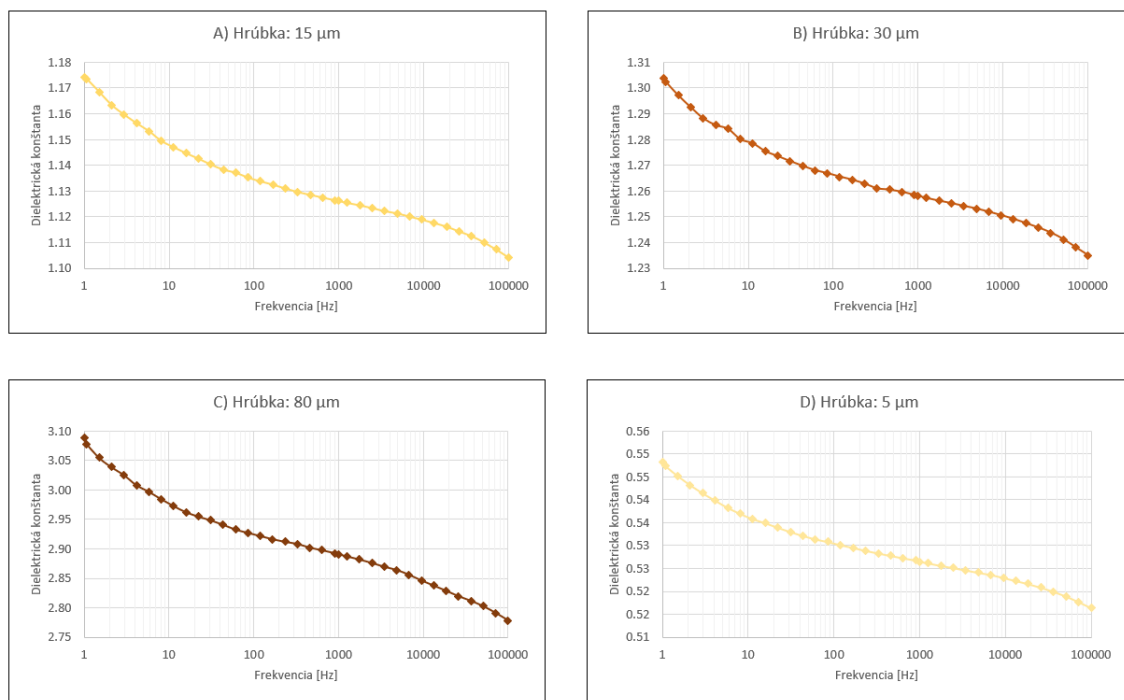 A) Hrúbka: 15 μm
Dielektrická konštanta
1.18
1.17
1.16
1.15
1.14
1.13
1.12
1.11
1.10
1 10 100 1000 10000 100000
Frekvencia [Hz]
B) Hrúbka: 30 μm
Dielektrická konštanta
1.31
1.30
1.29
1.28
1.27
1.26
1.25
1.24
1.23
1 10 100 1000 10000 100000
Frekvencia [Hz]
C) Hrúbka: 80 μm
Dielektrická konštanta
3.10
3.05
3.00
2.95
2.90
2.85
2.80
2.75
1 10 100 1000 10000 100000
Frekvencia [Hz]
D) Hrúbka: 5 μm
Dielektrická konštanta
0.56
0.55
0.55
0.54
0.54
0.53
0.53
0.52
0.52
0.51
1 10 100 1000 10000 100000
Frekvencia [Hz]